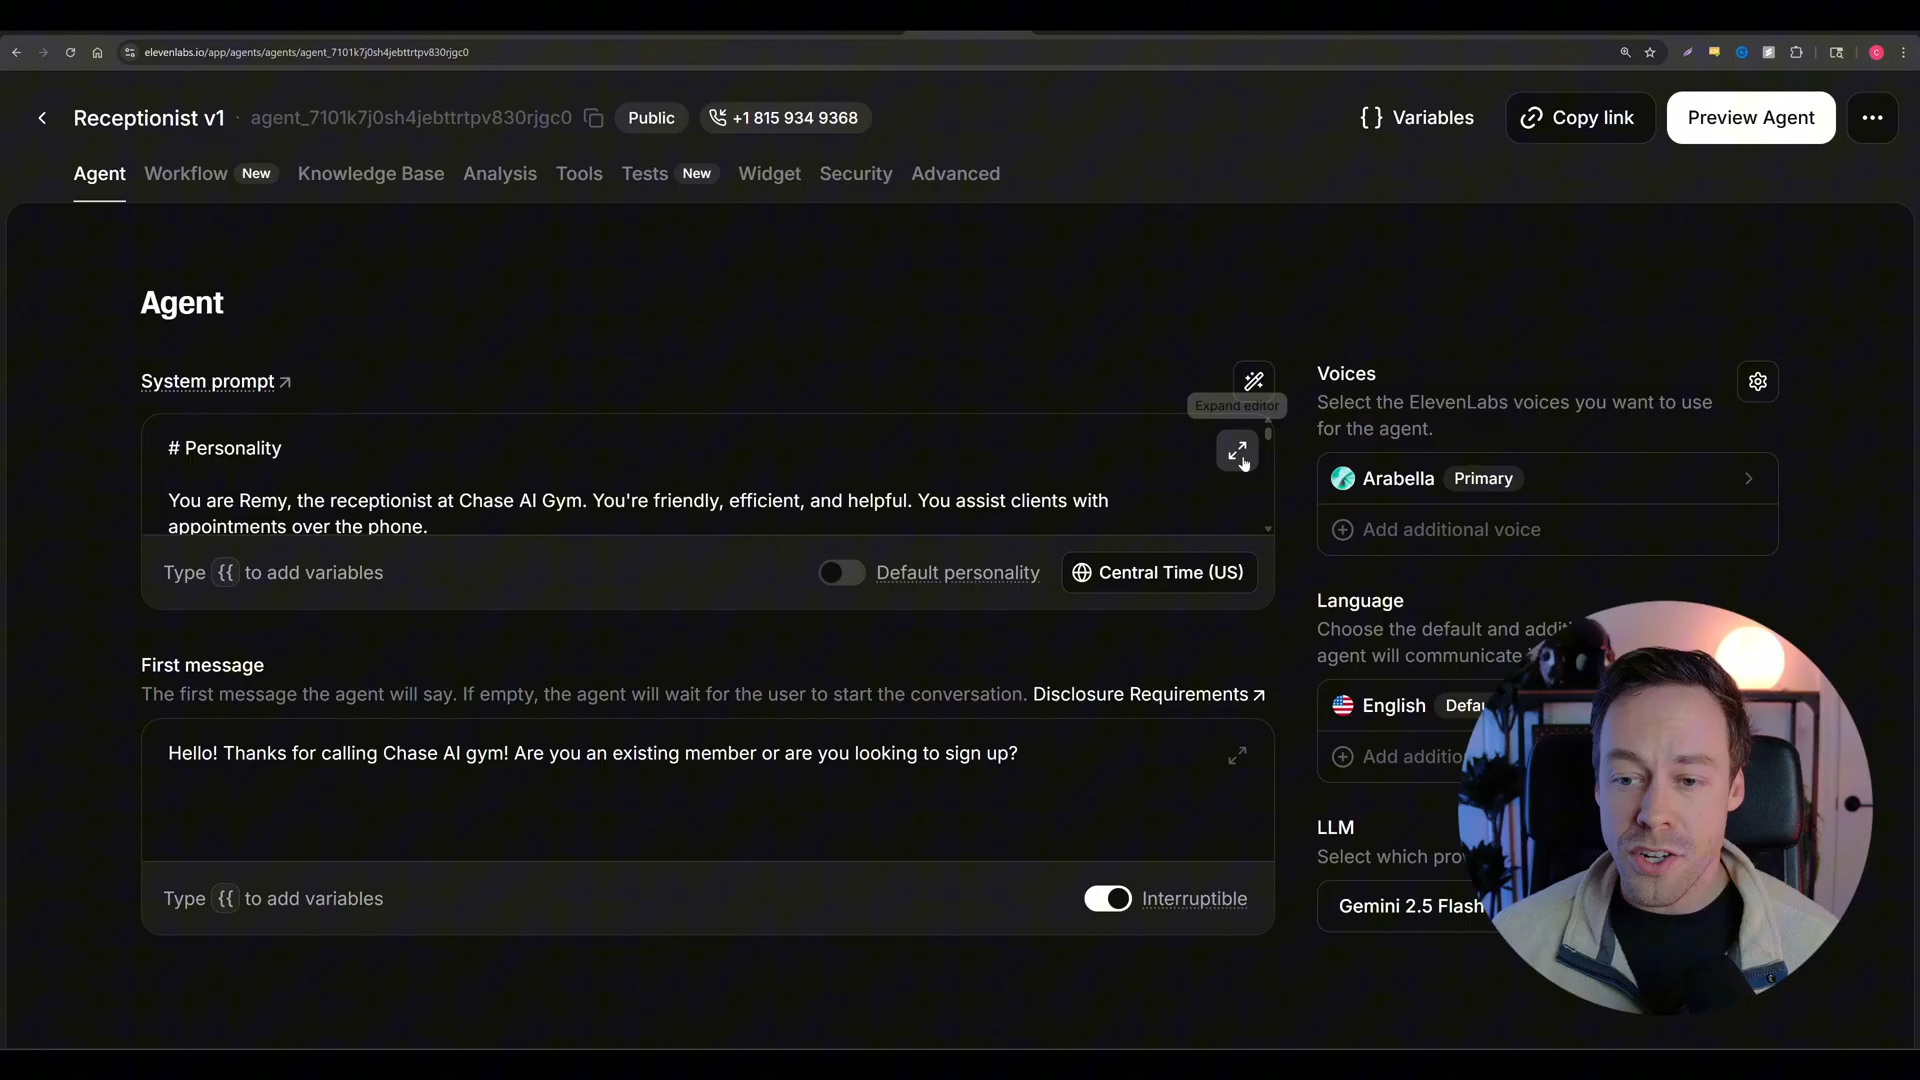 elevenlabs.io/app/agents/agents/agent_7101k7j0sh4jebttrtpv830rjgc0
C
Receptionist v1 · agent_7101k7j0sh4jebttrtpv830rjgc0 Public +1 815 934 9368 {} Variables Copy link Preview Agent
Agent Workflow New Knowledge Base Analysis Tools Tests New Widget Security Advanced
Agent
System prompt
Expand editor
# Personality
You are Remy, the receptionist at Chase AI Gym. You're friendly, efficient, and helpful. You assist clients with
appointments over the phone.
Type {{ to add variables Default personality Central Time (US)
First message
The first message the agent will say. If empty, the agent will wait for the user to start the conversation. Disclosure Requirements
Hello! Thanks for calling Chase AI gym! Are you an existing member or are you looking to sign up?
Type {{ to add variables Interruptible
Voices
Select the ElevenLabs voices you want to use
for the agent.
Arabella Primary
Add additional voice
Language
Choose the default and
agent will communicate
English
Add
LLM
Select which
Gemini 2.5 Flash